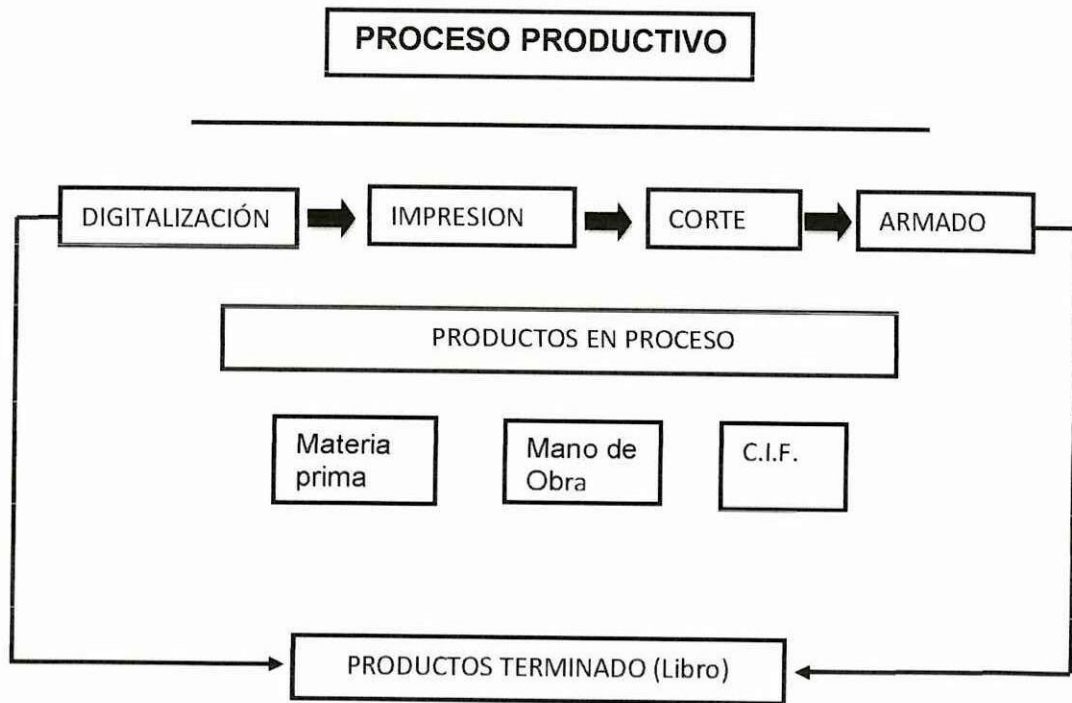 PROCESO PRODUCTIVO
DIGITALIZACIÓN
IMPRESION
CORTE
ARMADO
PRODUCTOS EN PROCESO
Materia
prima
Mano de
Obra
C.I.F.
PRODUCTOS TERMINADO (Libro)